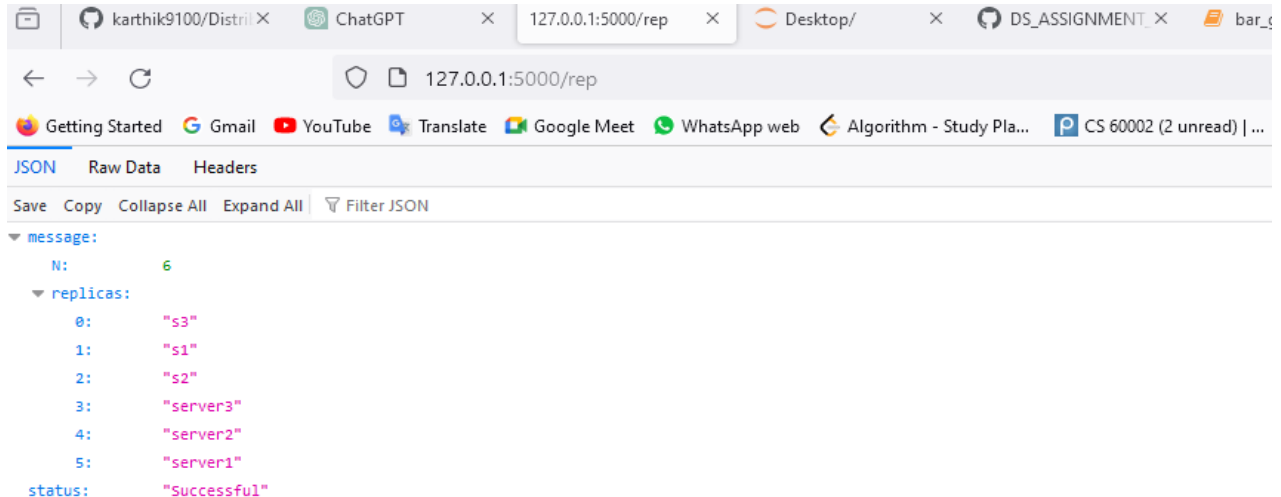 karthik9100/Distril ChatGPT 127.0.0.1:5000/rep Desktop/ DS_ASSIGNMENT_ bar_g
127.0.0.1:5000/rep
Getting Started Gmail YouTube Translate Google Meet WhatsApp web Algorithm - Study Pla... CS 60002 (2 unread) | ...
JSON Raw Data Headers
Save Copy Collapse All Expand All Filter JSON
message:
N: 6
replicas:
0: "s3"
1: "s1"
2: "s2"
3: "server3"
4: "server2"
5: "server1"
status: "Successful"